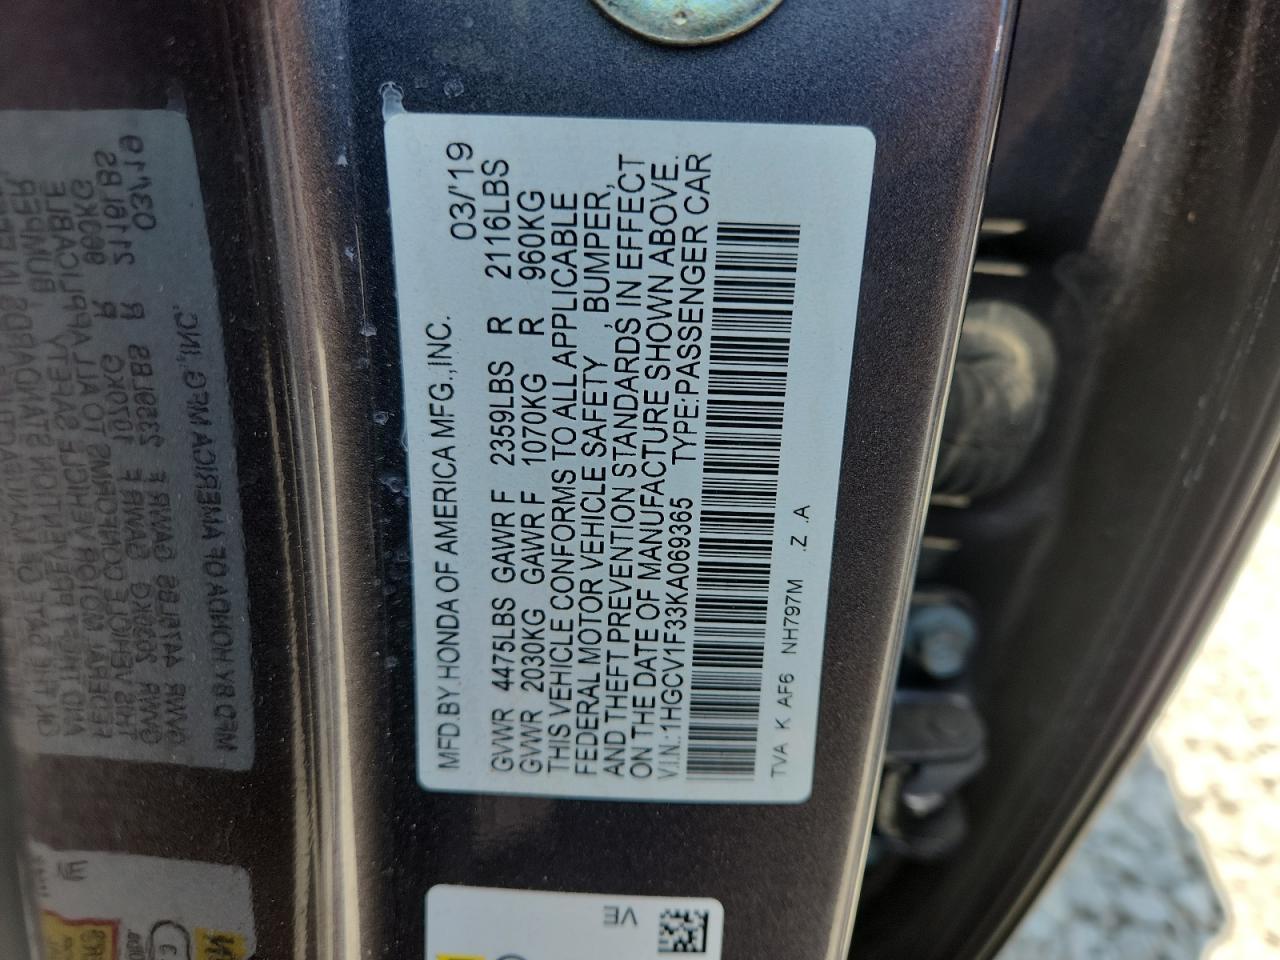 MFD.BY HONDA OF AMERICA MFG.,INC. 03/'19
GVWR 4475LBS GAWR F 2359LBS R 2116LBS
GVWR 2030KG GAWR F 1070KG R 960KG
THIS VEHICLE CONFORMS TO ALL APPLICABLE
FEDERAL MOTOR VEHICLE SAFETY , BUMPER,
AND THEFT PREVENTION STANDARDS IN EFFECT
ON THE DATE OF MANUFACTURE SHOWN ABOVE.
V.I.N.:1HGCV1F33KA069365 TYPE:PASSENGER CAR
TVA K AF6 NH797M .Z .A
VE